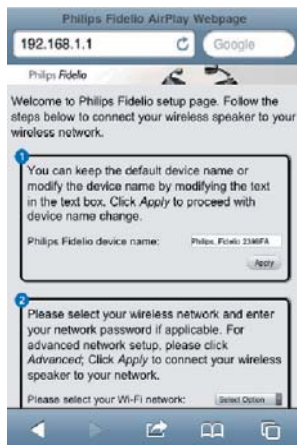 Philips Fidelio AirPlay Webpage
192.168.1.1
Google
Philips Fidelio
Welcome to Philips Fidelio setup page. Follow the
steps below to connect your wireless speaker to your
wireless network.
1
You can keep the default device name or
modify the device name by modifying the text
in the text box. Click Apply to proceed with
device name change.
Philips Fidelio device name:
Philips_Fidelio
Apply
2
Please select your wireless network and enter
your network password if applicable. For
advanced network setup, please click
Advanced; Click Apply to connect your wireless
speaker to your network.
Please select your Wi-Fi network:
Select Option